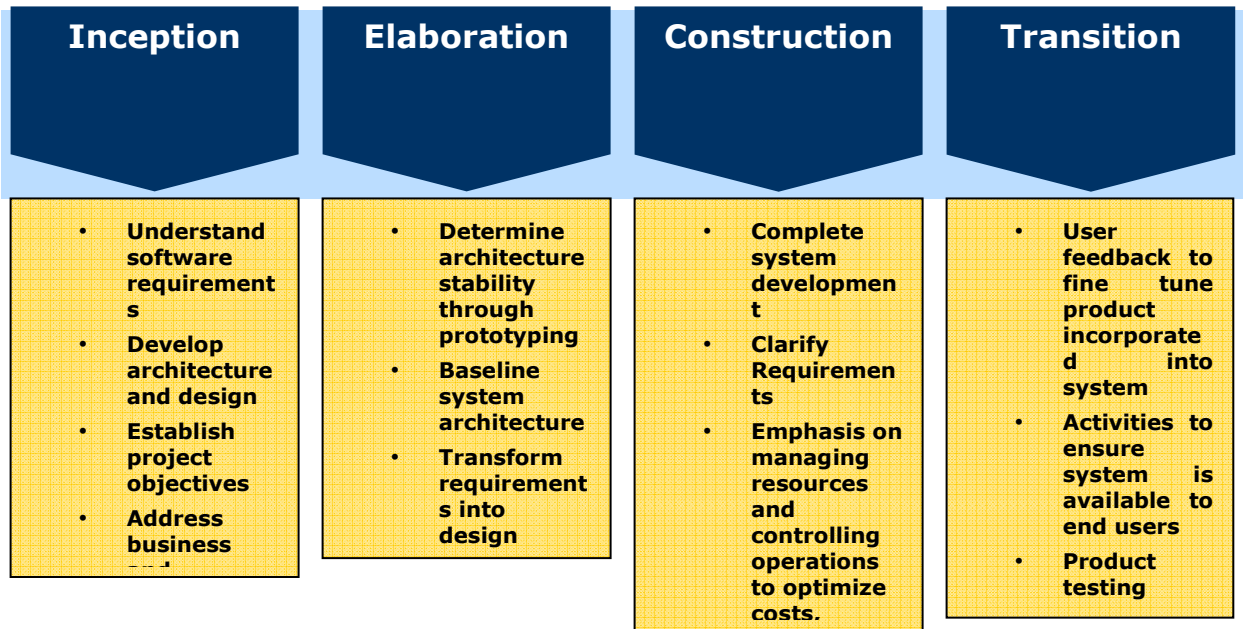 Inception
• Understand
software
requirement
s
• Develop
architecture
and design
• Establish
project
objectives
• Address
business
and
Elaboration
• Determine
architecture
stability
through
prototyping
• Baseline
system
architecture
• Transform
requirement
s into
design
Construction
• Complete
system
developmen
t
• Clarify
Requiremen
ts
• Emphasis on
managing
resources
and
controlling
operations
to optimize
costs,
Transition
• User
feedback to
fine tune
product
incorporate
d into
system
• Activities to
ensure
system is
available to
end users
• Product
testing